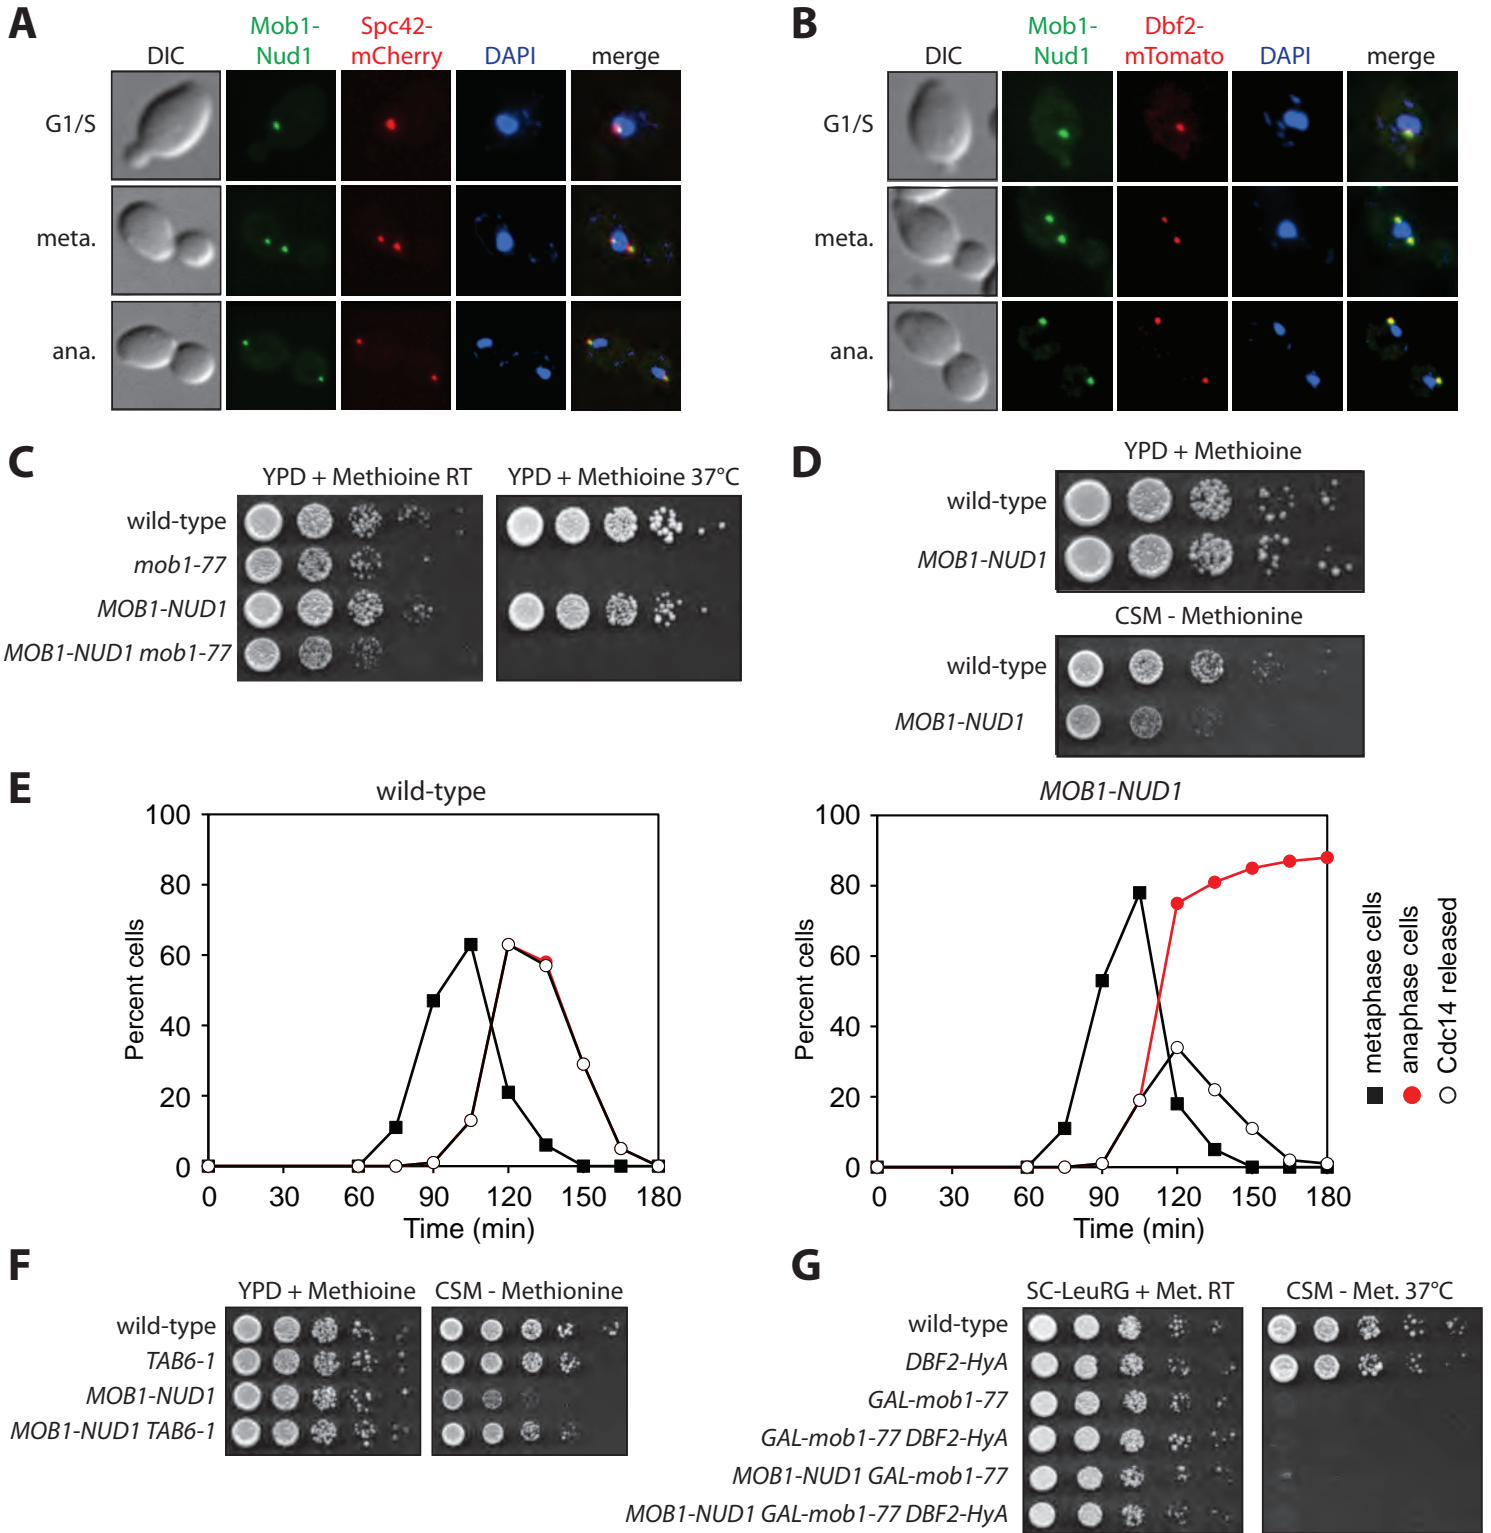 A
Mob1-
Nud1
Spc42-
mCherry
DIC
DAPI
merge
G1/S
meta.
ana.
B
Mob1-
Nud1
Dbf2-
mTomato
DIC
DAPI
merge
G1/S
meta.
ana.
C
YPD + Methioine RT
YPD + Methioine 37°C
wild-type
mob1-77
MOB1-NUD1
MOB1-NUD1 mob1-77
D
YPD + Methioine
wild-type
MOB1-NUD1
CSM - Methionine
wild-type
MOB1-NUD1
E
wild-type
100
80
60
40
20
0
Percent cells
0 30 60 90 120 150 180
Time (min)
MOB1-NUD1
100
80
60
40
20
0
Percent cells
0 30 60 90 120 150 180
Time (min)
metaphase cells
anaphase cells
Cdc14 released
F
YPD + Methioine
CSM - Methionine
wild-type
TAB6-1
MOB1-NUD1
MOB1-NUD1 TAB6-1
G
SC-LeuRG + Met. RT
CSM - Met. 37°C
wild-type
DBF2-HyA
GAL-mob1-77
GAL-mob1-77 DBF2-HyA
MOB1-NUD1 GAL-mob1-77
MOB1-NUD1 GAL-mob1-77 DBF2-HyA